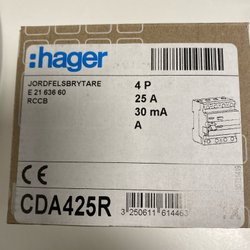 :hager
JORDFELSBRYTARE
E 21 636 60
RCCB
4 P
25 A
30 mA
A
CE
CDA425R
3 250611 614463